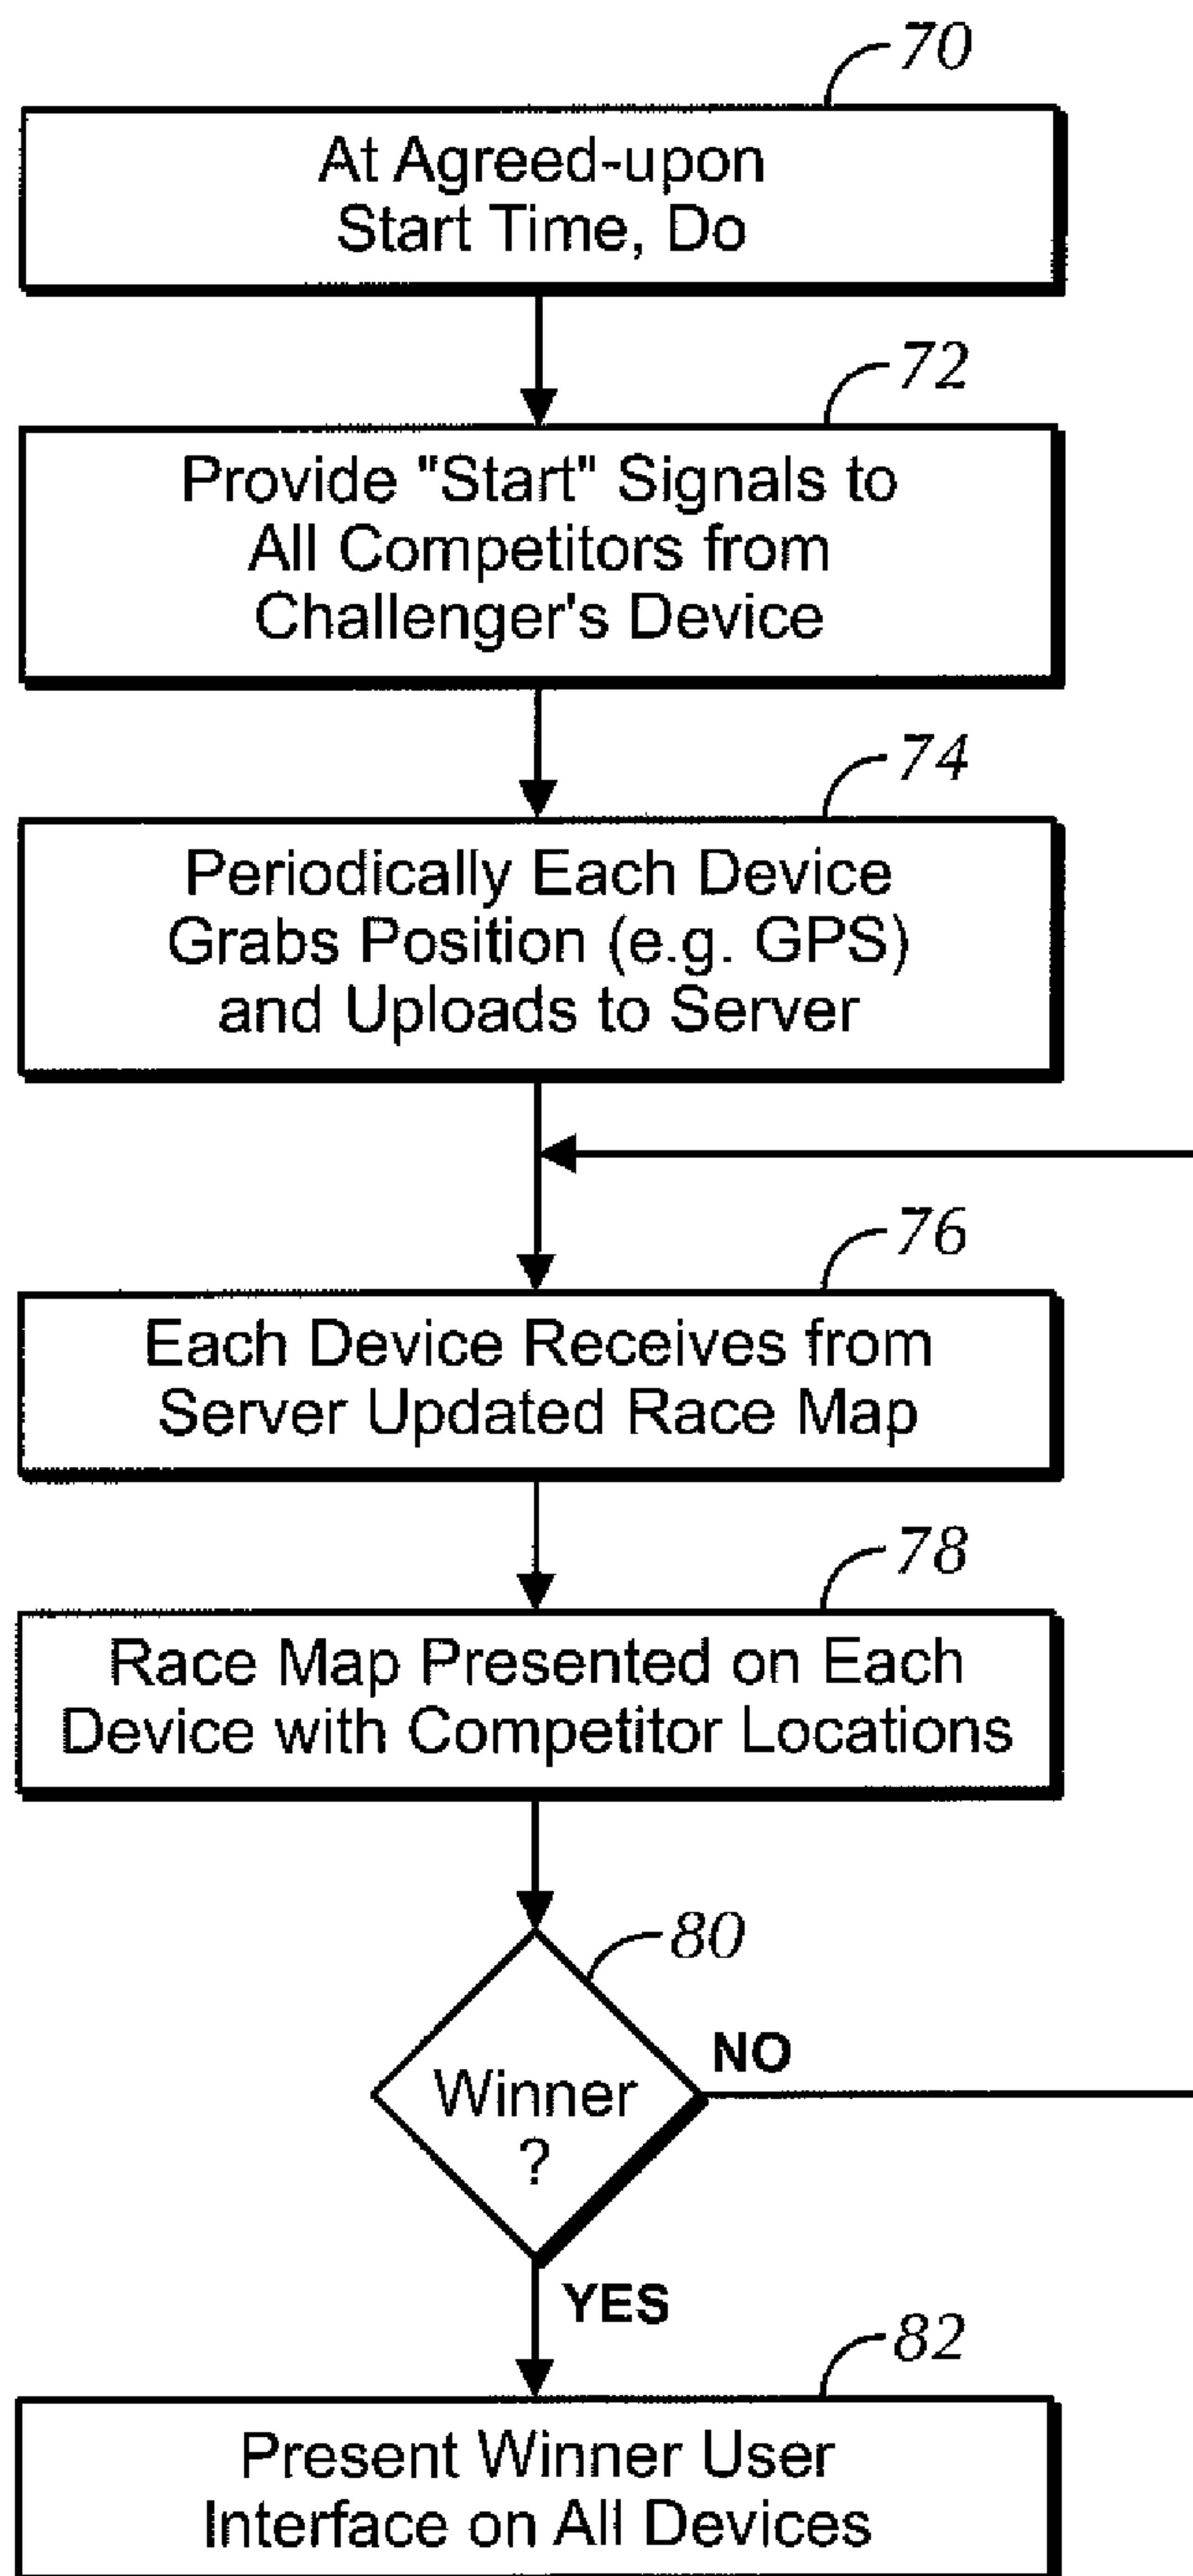 70
At Agreed-upon
Start Time, Do
72
Provide "Start" Signals to
All Competitors from
Challenger's Device
74
Periodically Each Device
Grabs Position (e.g. GPS)
and Uploads to Server
76
Each Device Receives from
Server Updated Race Map
78
Race Map Presented on Each
Device with Competitor Locations
80
NO
Winner
?
YES
82
Present Winner User
Interface on All Devices